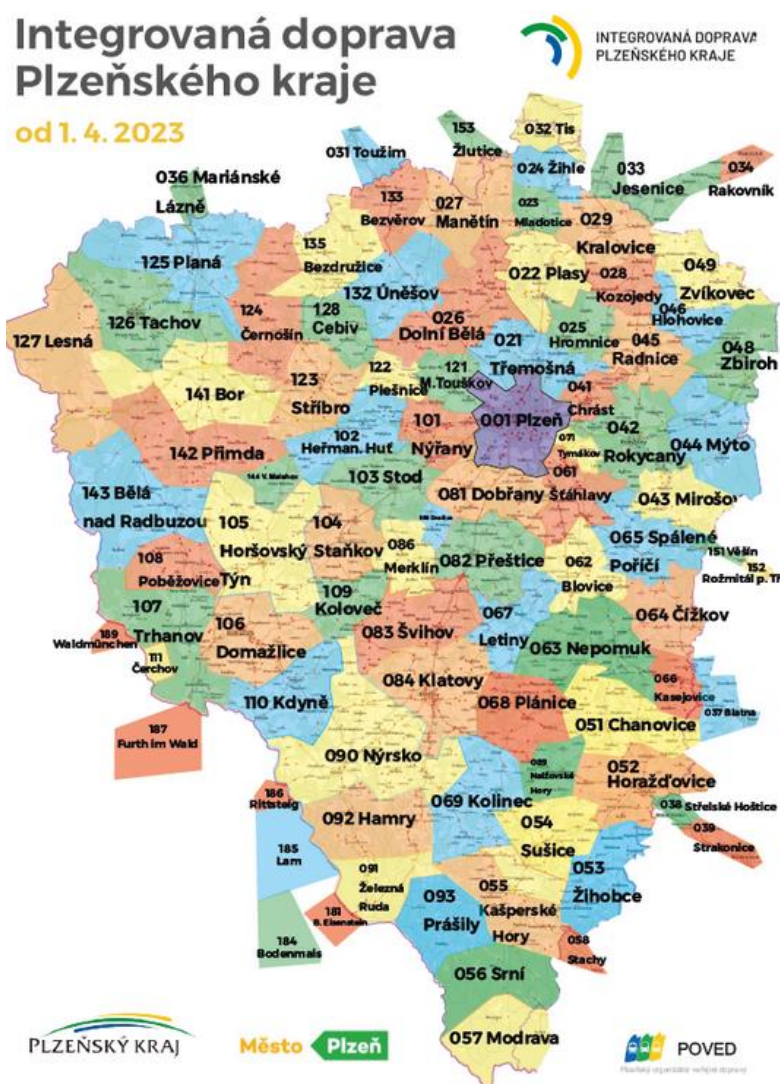 Integrovaná doprava
Plzeňského kraje
od 1. 4. 2023
INTEGROVANÁ DOPRAVA
PLZEŇSKÉHO KRAJE
032 Tis
153
Žlutice
031 Toužim
024 Žihle
033
Jesenice
034
Rakovník
036 Mariánské
Lázně
133
Bezvěrov
027
Manětín
023
Mladotice
029
Kralovice
135
Bezdružice
125 Planá
022 Plasy
028
Kozojedy
049
Zvíkovec
132 Úněšov
126 Tachov
124
Černošín
128
Cebiv
026
Dolní Bělá
021
Třemošná
025
Hromnice
046
Hlohovice
045
Radnice
048
Zbiroh
127 Lesná
141 Bor
123
Stříbro
122
Plešnice
121
M.Touškov
041
Chrást
001 Plzeň
101
Nýřany
102
Heřman. Huť
142 Přimda
071
Tymákov
042
Rokycany
044 Mýto
103 Stod
061
Šťáhlavy
081 Dobřany
043 Mirošov
143 Bělá
nad Radbuzou
105
Horšovský
Týn
104
Staňkov
086
Merklín
082 Přeštice
062
Blovice
065 Spálené
Poříčí
151 Věšín
152
Rožmitál p. Tř
108
Poběžovice
109
Koloveč
107
Trhanov
106
Domažlice
083 Švihov
067
Letiny
064 Čížkov
063 Nepomuk
189
Waldmünchen
111
Čerchov
084 Klatovy
066
Kasejovice
110 Kdyně
068 Plánice
037 Blatná
051 Chanovice
187
Furth im Wald
090 Nýrsko
Hory
052
Horažďovice
186
Rittsteig
092 Hamry
069 Kolinec
038 Střelské Hoštice
054
Sušice
039
Strakonice
185
Lam
091
Železná
Ruda
055
Kašperské
Hory
053
Žihobce
093
Prášily
181
B. Eisenstein
184
Bodenmais
058
Stachy
056 Srní
057 Modrava
PLZEŇSKÝ KRAJ
Město Plzeň
POVED
Plzeňský organizátor veřejné dopravy